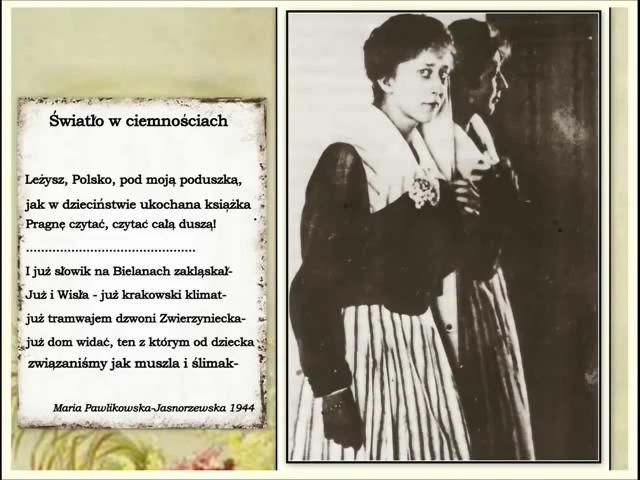 Światło w ciemnościach
Leżysz, Polsko, pod moją poduszką,
jak w dzieciństwie ukochana książka
Pragnę czytać, czytać całą duszą!
.............................................
I już słowik na Bielanach zakląskał-
Już i Wisła - już krakowski klimat-
już tramwajem dzwoni Zwierzyniecka-
już dom widać, ten z którym od dziecka
związaniśmy jak muszla i ślimak-
Maria Pawlikowska-Jasnorzewska 1944